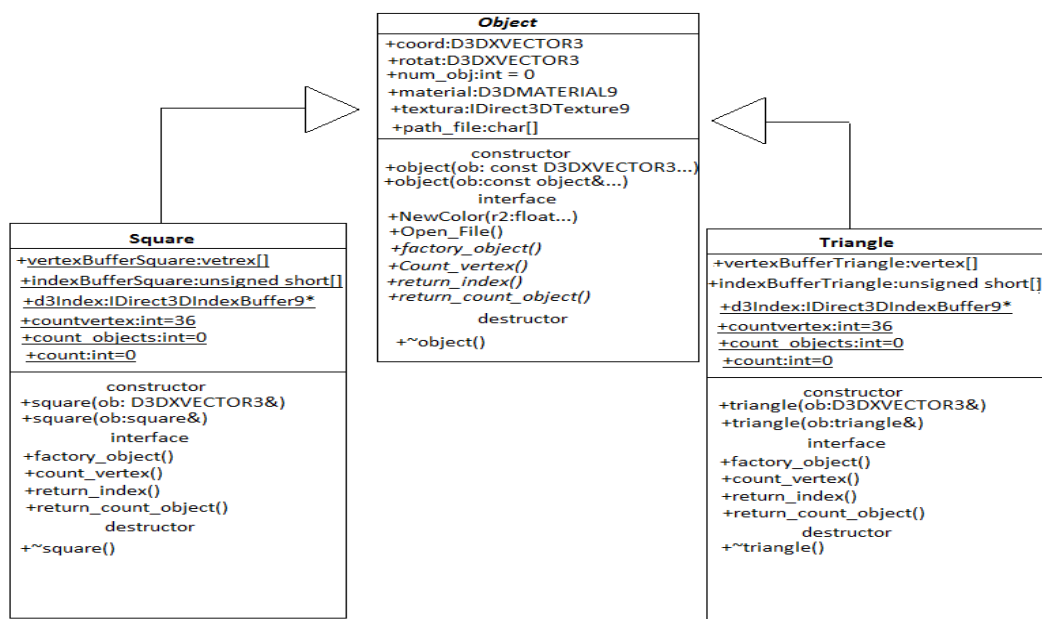 Object
+coord:D3DXVECTOR3
+rotat:D3DXVECTOR3
+num_obj:int = 0
+material:D3DMATERIAL9
+textura:IDirect3DTexture9
+path_file:char[]
constructor
+object(ob: const D3DXVECTOR3...)
+object(ob:const object&...)
interface
+NewColor(r2:float...)
+Open_File()
+factory_object()
+Count_vertex()
+return_index()
+return_count_object()
destructor
+~object()
Square
+vertexBufferSquare:vetrex[]
+indexBufferSquare:unsigned short[]
+d3Index:IDirect3DIndexBuffer9*
+countvertex:int=36
+count_objects:int=0
+count:int=0
constructor
+square(ob: D3DXVECTOR3&)
+square(ob:square&)
interface
+factory_object()
+count_vertex()
+return_index()
+return_count_object()
destructor
+~square()
Triangle
+vertexBufferTriangle:vertex[]
+indexBufferTriangle:unsigned short[]
+d3Index:IDirect3DIndexBuffer9*
+countvertex:int=36
+count_objects:int=0
+count:int=0
constructor
+triangle(ob:D3DXVECTOR3&)
+triangle(ob:triangle&)
interface
+factory_object()
+count_vertex()
+return_index()
+return_count_object()
destructor
+~triangle()